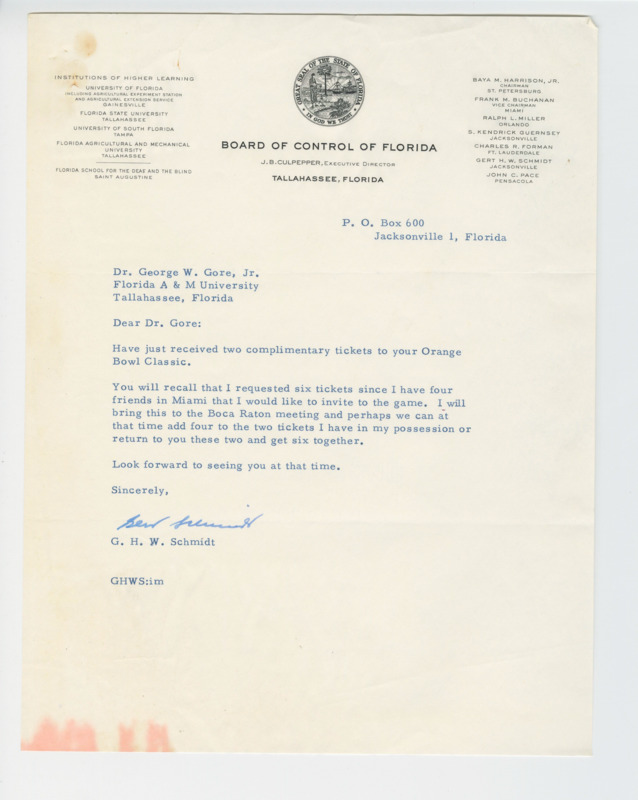 INSTITUTIONS OF HIGHER LEARNING
UNIVERSITY OF FLORIDA
INCLUDING AGRICULTURAL EXPERIMENT STATION
AND AGRICULTURAL EXTENSION SERVICE
GAINESVILLE
FLORIDA STATE UNIVERSITY
TALLAHASSEE
UNIVERSITY OF SOUTH FLORIDA
TAMPA
FLORIDA AGRICULTURAL AND MECHANICAL
UNIVERSITY
TALLAHASSEE
FLORIDA SCHOOL FOR THE DEAF AND THE BLIND
SAINT AUGUSTINE
GREAT SEAL OF THE STATE OF FLORIDA
IN GOD WE TRUST
BOARD OF CONTROL OF FLORIDA
J. B. CULPEPPER, EXECUTIVE DIRECTOR
TALLAHASSEE, FLORIDA
BAYA M. HARRISON, JR.
CHAIRMAN
ST. PETERSBURG
FRANK M. BUCHANAN
VICE CHAIRMAN
MIAMI
RALPH L. MILLER
ORLANDO
S. KENDRICK GUERNSEY
JACKSONVILLE
CHARLES R. FORMAN
FT. LAUDERDALE
GERT H. W. SCHMIDT
JACKSONVILLE
JOHN C. PACE
PENSACOLA
P. O. Box 600
Jacksonville 1, Florida
Dr. George W. Gore, Jr.
Florida A & M University
Tallahassee, Florida
Dear Dr. Gore:
Have just received two complimentary tickets to your Orange
Bowl Classic.
You will recall that I requested six tickets since I have four
friends in Miami that I would like to invite to the game. I will
bring this to the Boca Raton meeting and perhaps we can at
that time add four to the two tickets I have in my possession or
return to you these two and get six together.
Look forward to seeing you at that time.
Sincerely,
Gert Schmidt
G. H. W. Schmidt
GHWS:im